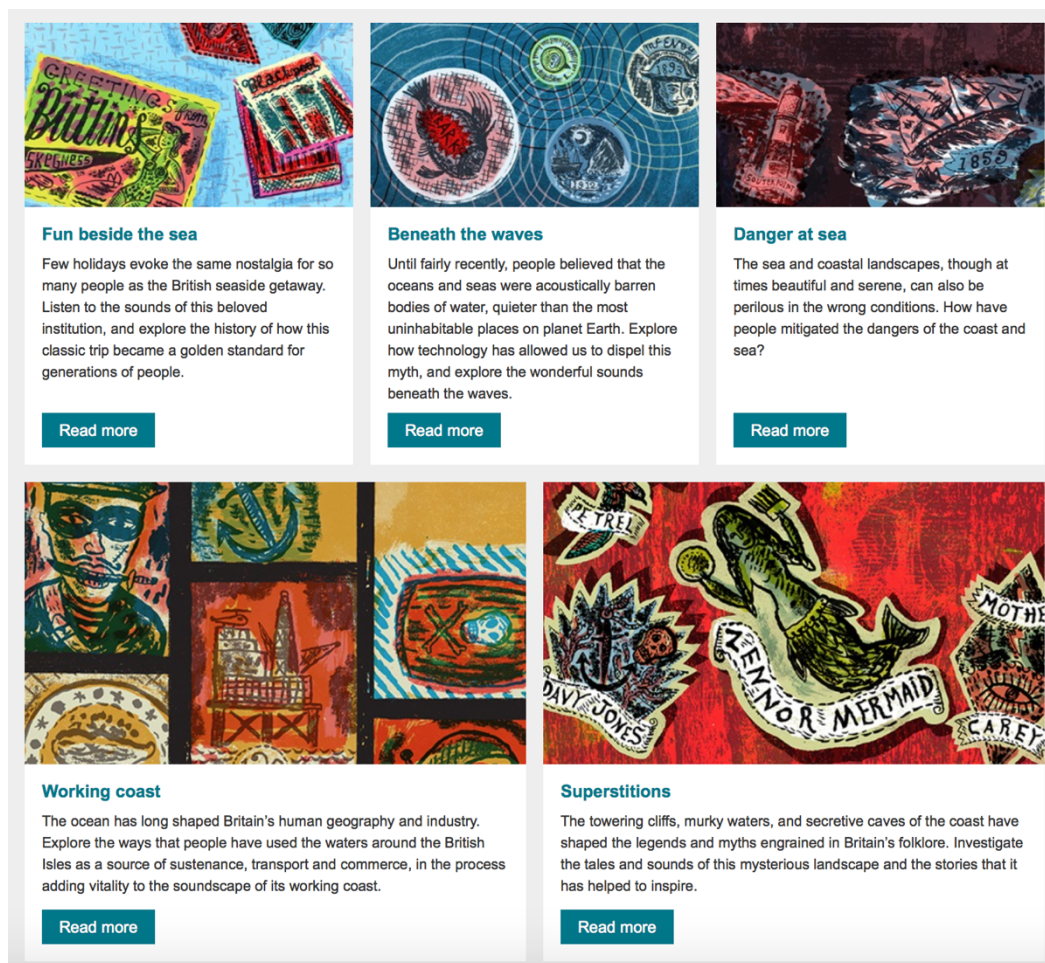 GREETINGS from
Butlins
SKEGNESS
Blackpool
1895
1853
SOUTER POINT
Fun beside the sea
Few holidays evoke the same nostalgia for so
many people as the British seaside getaway.
Listen to the sounds of this beloved
institution, and explore the history of how this
classic trip became a golden standard for
generations of people.
Read more
Beneath the waves
Until fairly recently, people believed that the
oceans and seas were acoustically barren
bodies of water, quieter than the most
uninhabitable places on planet Earth. Explore
how technology has allowed us to dispel this
myth, and explore the wonderful sounds
beneath the waves.
Read more
Danger at sea
The sea and coastal landscapes, though at
times beautiful and serene, can also be
perilous in the wrong conditions. How have
people mitigated the dangers of the coast and
sea?
Read more
PETREL
DAVY JONES
ZENNOR MERMAID
MOTHE
CAREY
Working coast
The ocean has long shaped Britain's human geography and industry.
Explore the ways that people have used the waters around the British
Isles as a source of sustenance, transport and commerce, in the process
adding vitality to the soundscape of its working coast.
Read more
Superstitions
The towering cliffs, murky waters, and secretive caves of the coast have
shaped the legends and myths engrained in Britain's folklore. Investigate
the tales and sounds of this mysterious landscape and the stories that it
has helped to inspire.
Read more